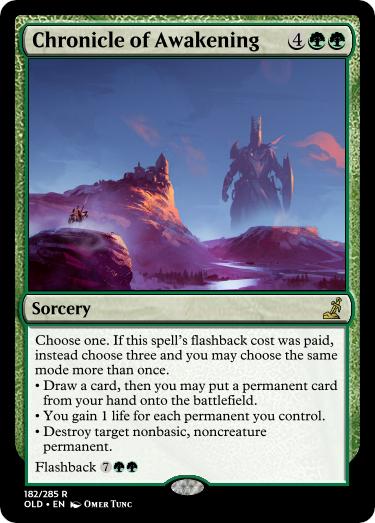 Chronicle of Awakening 4
Sorcery
Choose one. If this spell's flashback cost was paid,
instead choose three and you may choose the same
mode more than once.
• Draw a card, then you may put a permanent card
from your hand onto the battlefield.
• You gain 1 life for each permanent you control.
• Destroy target nonbasic, noncreature
permanent.
Flashback 7
182/285 R
OLD • EN Omer Tunc